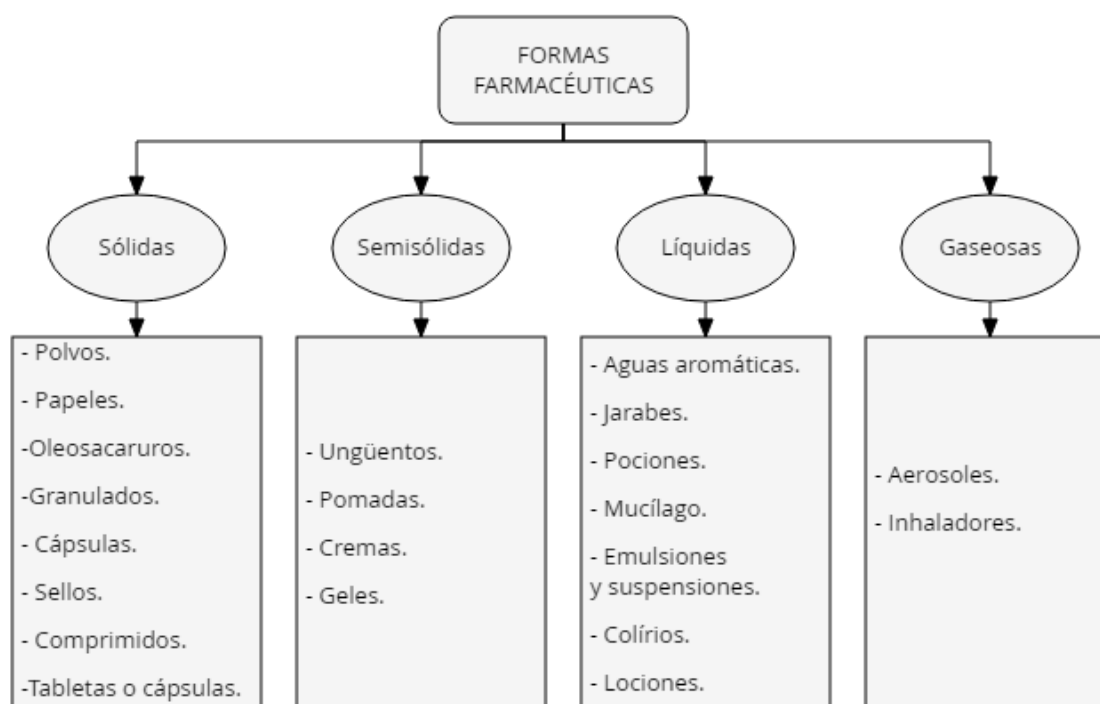 FORMAS
FARMACÉUTICAS
Sólidas
Semisólidas
Líquidas
Gaseosas
- Polvos.
- Papeles.
-Oleosacaruros.
-Granulados.
- Cápsulas.
- Sellos.
- Comprimidos.
-Tabletas o cápsulas.
- Ungüentos.
- Pomadas.
- Cremas.
- Geles.
- Aguas aromáticas.
- Jarabes.
- Pociones.
- Mucílago.
- Emulsiones
y suspensiones.
- Colírios.
- Lociones.
- Aerosoles.
- Inhaladores.